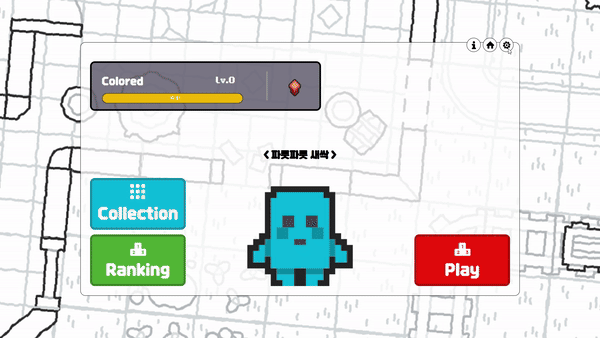 Colored
Lv.0
< 파릇파릇 새싹 >
Collection
Ranking
Play